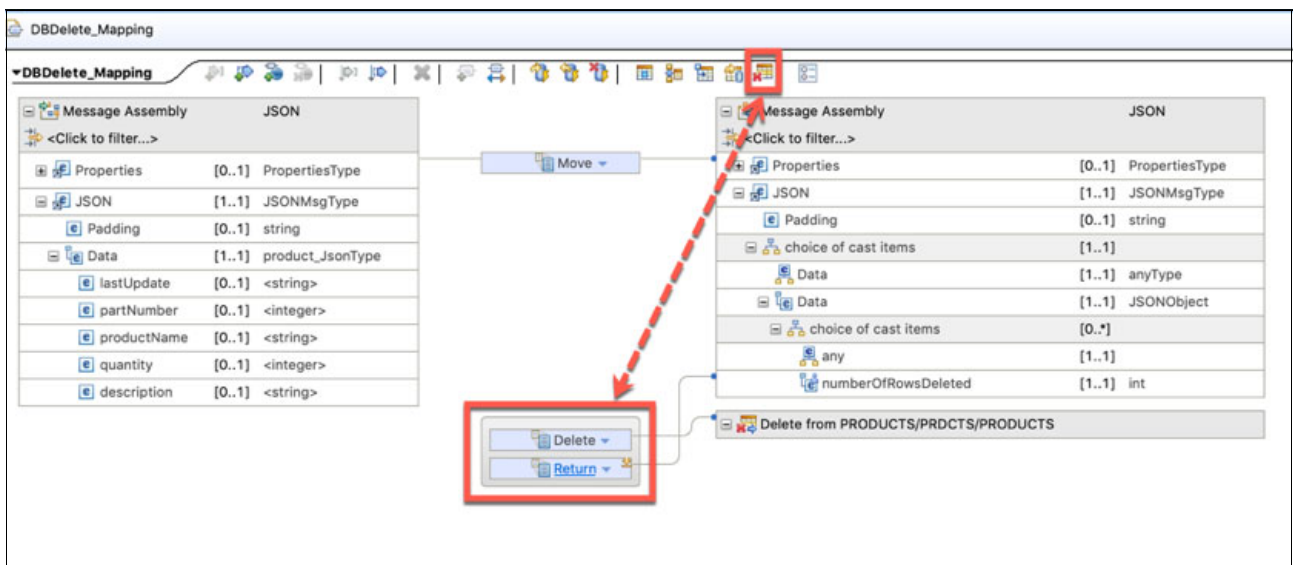 DBDelete_Mapping
DBDelete_Mapping
Message Assembly JSON
<Click to filter...>
Properties [0..1] PropertiesType
JSON [1..1] JSONMsgType
Padding [0..1] string
Data [1..1] product_JsonType
lastUpdate [0..1] <string>
partNumber [0..1] <integer>
productName [0..1] <string>
quantity [0..1] <integer>
description [0..1] <string>
Move
Delete
Return
Message Assembly JSON
<Click to filter...>
Properties [0..1] PropertiesType
JSON [1..1] JSONMsgType
Padding [0..1] string
choice of cast items [1..1]
Data [1..1] anyType
Data [1..1] JSONObject
choice of cast items [0..*]
any [1..1]
numberOfRowsDeleted [1..1] int
Delete from PRODUCTS/PRDCTS/PRODUCTS